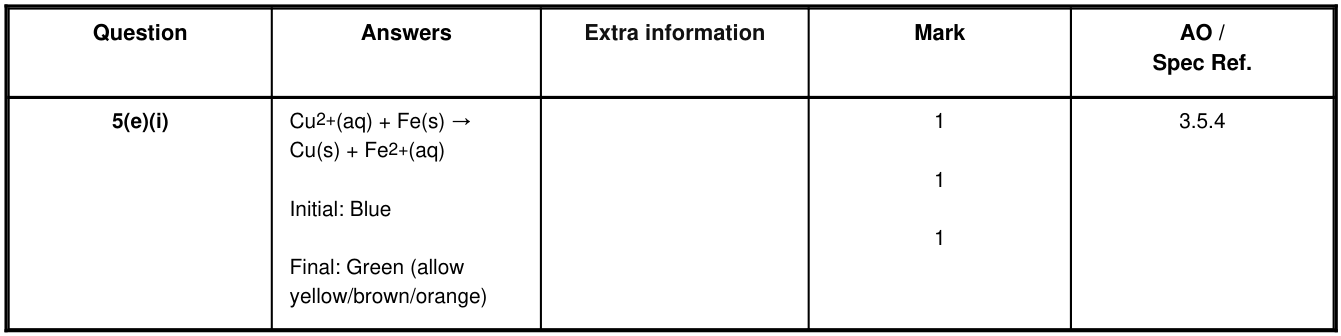 Question Answers Extra information Mark AO /
Spec Ref.
5(e)(i) Cu2+(aq) + Fe(s) → 1 3.5.4
Cu(s) + Fe2+(aq)
1
Initial: Blue
1
Final: Green (allow
yellow/brown/orange)